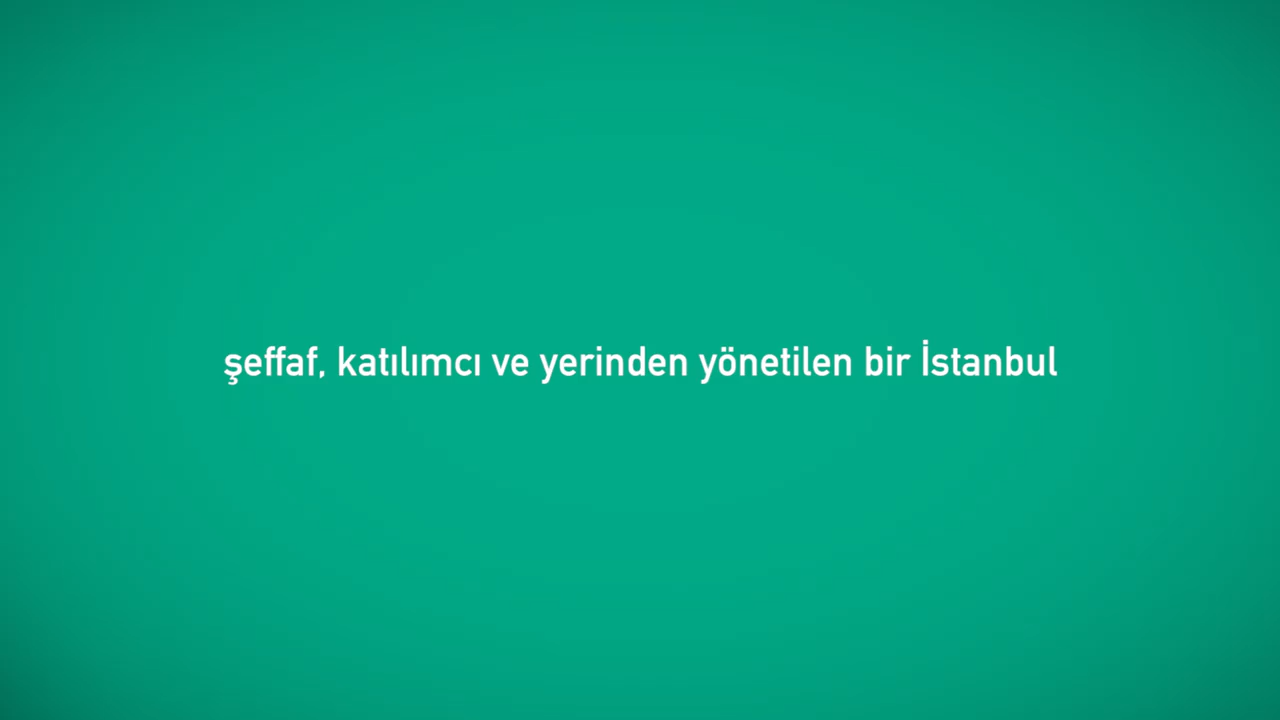 şeffaf, katılımcı ve yerinden yönetilen bir İstanbul